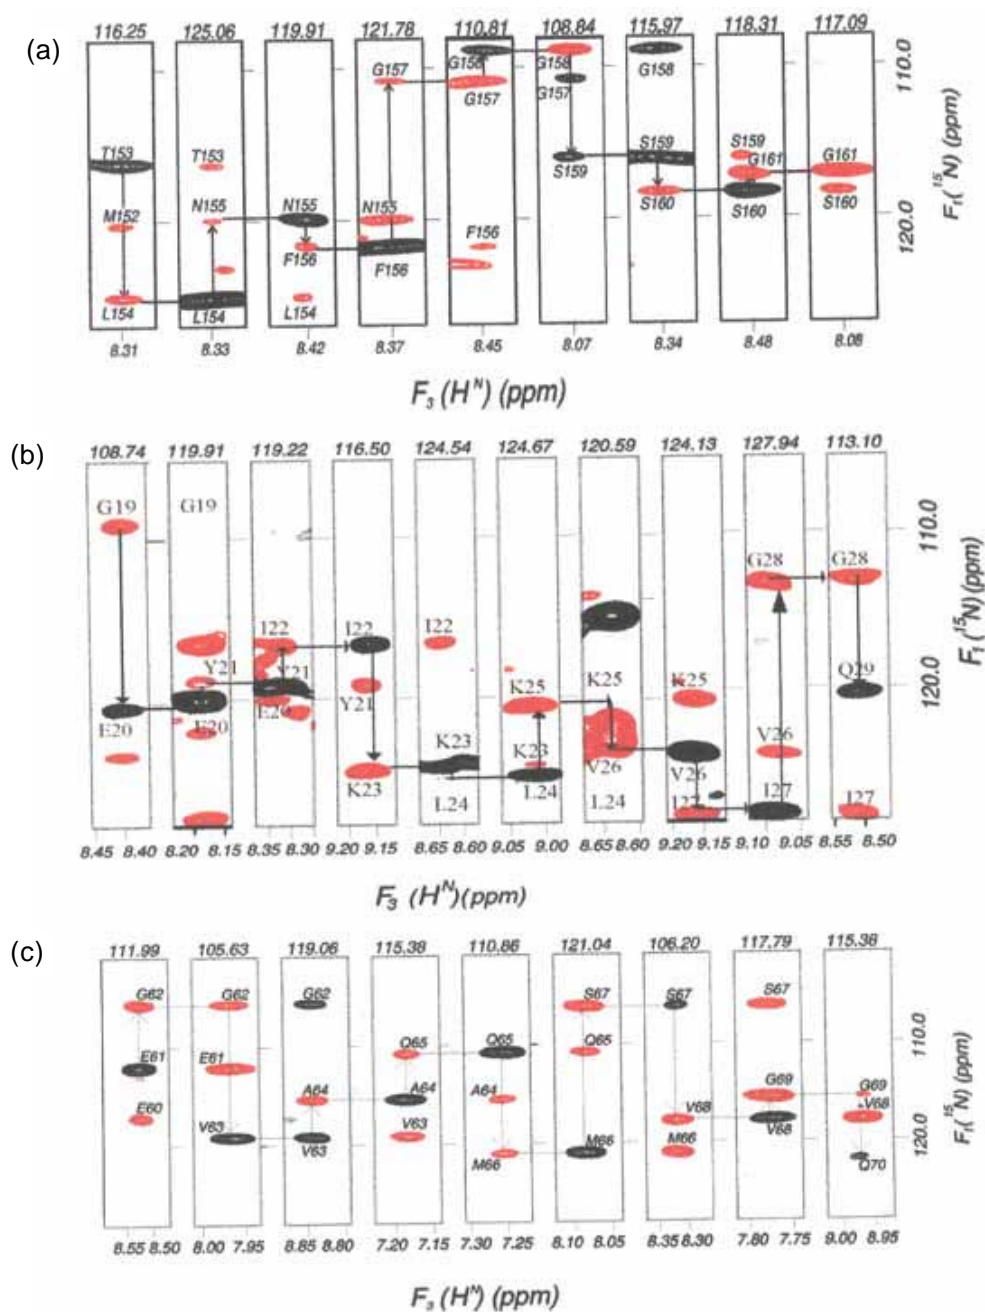 (a)
116.25 125.06 119.91 121.78 110.81 108.84 115.97 118.31 117.09
T153 M152 L154
T153 N155 L154
N155 F156 L154
G157 F156
G158 G157 F156
G158 G157 S159
G158 S159 S160
S159 G161 S160
G161 S160
110.0
120.0
F₁(¹⁵N) (ppm)
8.31 8.33 8.42 8.37 8.45 8.07 8.34 8.48 8.08
F₃(Hᴺ) (ppm)
(b)
108.74 119.91 119.22 116.50 124.54 124.67 120.59 124.13 127.94 113.10
G19 E20
G19 Y21 E20
I22 Y21 E20
I22 Y21 K23
I22 K23 L24
K25 K23 L24
K25 V26 L24
K25 V26 I27
G28 V26 I27
G28 Q29 I27
110.0
120.0
F₁(¹⁵N) (ppm)
8.45 8.40 8.20 8.15 8.35 8.30 9.20 9.15 8.65 8.60 9.05 9.00 8.65 8.60 9.20 9.15 9.10 9.05 8.55 8.50
F₃ (Hᴺ)(ppm)
(c)
111.99 105.63 119.06 115.38 110.86 121.04 106.20 117.79 115.36
G62 E61 E60
G62 E61 V63
G62 A64 V63
Q65 A64 V63
Q65 A64 M66
S67 Q65 M66
S67 V68 M66
S67 G69 V68
G69 V68 Q70
110.0
120.0
F₁(¹⁵N) (ppm)
8.55 8.50 8.00 7.95 8.85 8.80 7.20 7.15 7.30 7.25 8.10 8.05 8.35 8.30 7.80 7.75 9.00 8.95
F₃ (Hᴺ) (ppm)